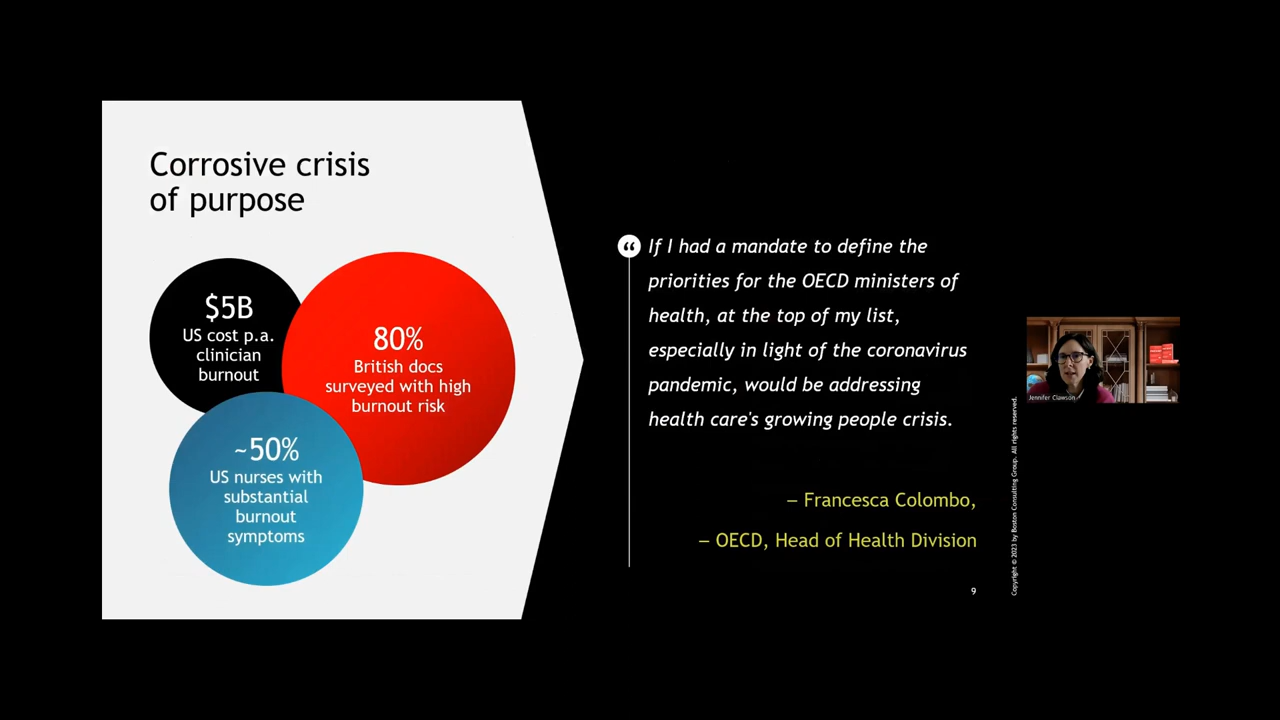 Corrosive crisis
of purpose
$5B
US cost p.a.
clinician
burnout
80%
British docs
surveyed with high
burnout risk
~50%
US nurses with
substantial
burnout
symptoms
“
If I had a mandate to define the
priorities for the OECD ministers of
health, at the top of my list,
especially in light of the coronavirus
pandemic, would be addressing
health care's growing people crisis.
— Francesca Colombo,
— OECD, Head of Health Division
9
Copyright © 2023 by Boston Consulting Group. All rights reserved.
Jennifer Clawson